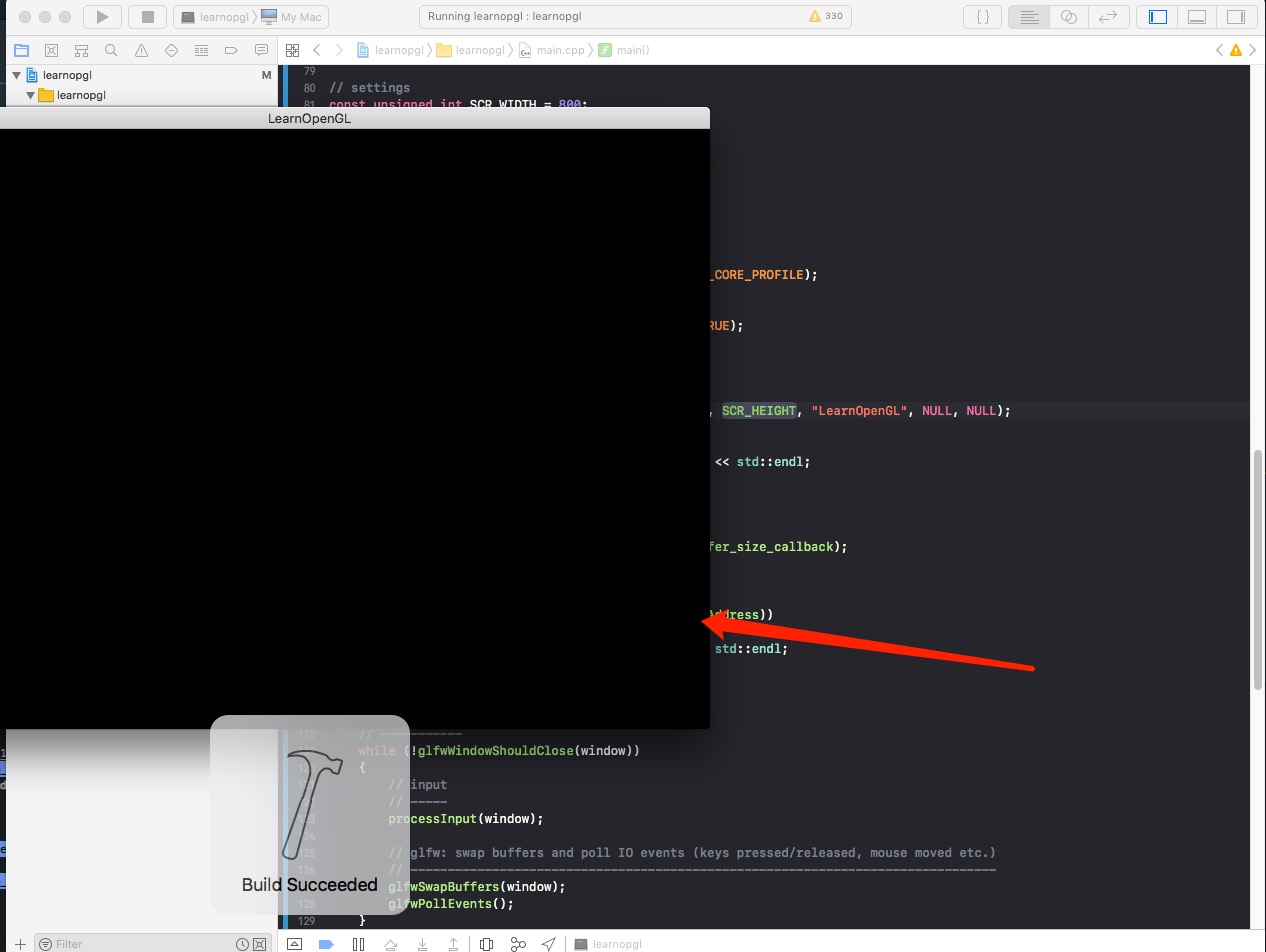 learnopgl My Mac Running learnopgl : learnopgl 330
learnopgl learnopgl main.cpp main()
learnopgl M
learnopgl
79
80 // settings
81 const unsigned int SCR_WIDTH = 800;
LearnOpenGL
_CORE_PROFILE);
RUE);
, SCR_HEIGHT, "LearnOpenGL", NULL, NULL);
<< std::endl;
fer_size_callback);
ddress))
std::endl;
118 // -----------
while (!glfwWindowShouldClose(window))
{
// input
// -----
processInput(window);
124
125 // glfw: swap buffers and poll IO events (keys pressed/released, mouse moved etc.)
// -------------------------------------------------------------------------------
glfwSwapBuffers(window);
128 glfwPollEvents();
129 }
Build Succeeded
Filter learnopgl